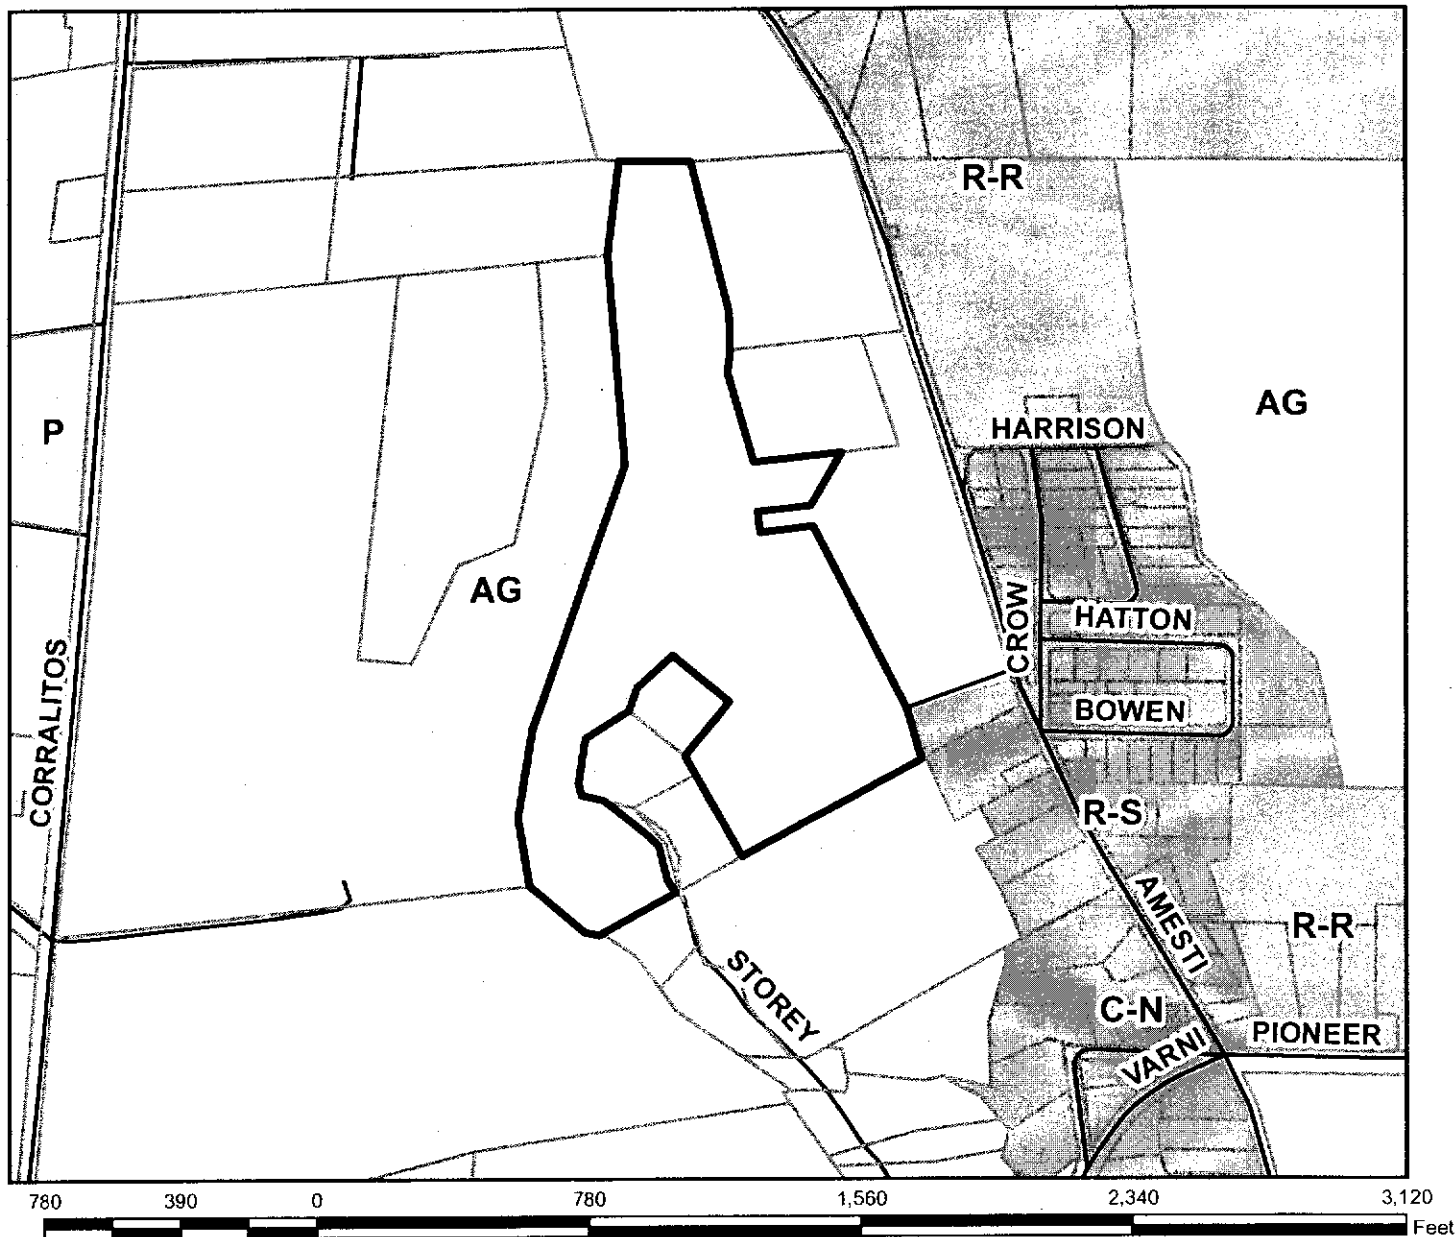 R-R
AG
P
HARRISON
AG
HATTON
CROW
BOWEN
CORRALITOS
R-S
AMESTI
R-R
STOREY
C-N
PIONEER
VARNI
780 390 0 780 1,560 2,340 3,120
Feet